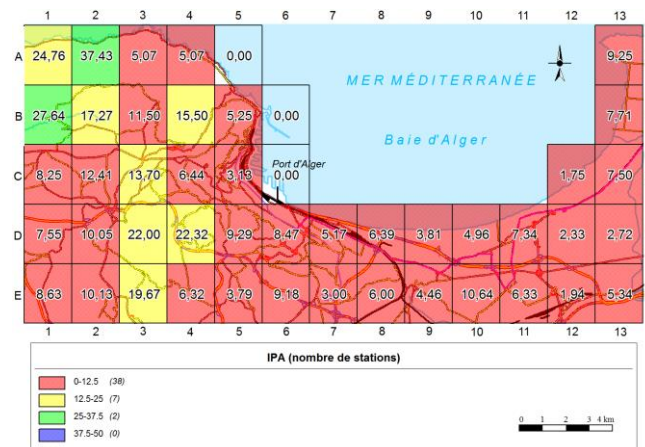 1 2 3 4 5 6 7 8 9 10 11 12 13
A 24,76 37,43 5,07 5,07 0,00 9,25
MER MÉDITERRANÉE
B 27,64 17,27 11,50 15,50 5,25 0,00 7,71
Baie d'Alger
Port d'Alger
C 8,25 12,41 13,70 6,44 3,13 0,00 1,75 7,50
D 7,55 10,05 22,00 22,32 9,29 8,47 5,17 6,39 3,81 4,96 7,34 2,33 2,72
E 8,63 10,13 19,67 6,32 3,79 9,18 3,00 6,00 4,46 10,64 6,33 1,94 5,34
1 2 3 4 5 6 7 8 9 10 11 12 13
IPA (nombre de stations)
0-12.5 (38)
12.5-25 (7)
25-37.5 (2)
37.5-50 (0)
0 1 2 3 4 km